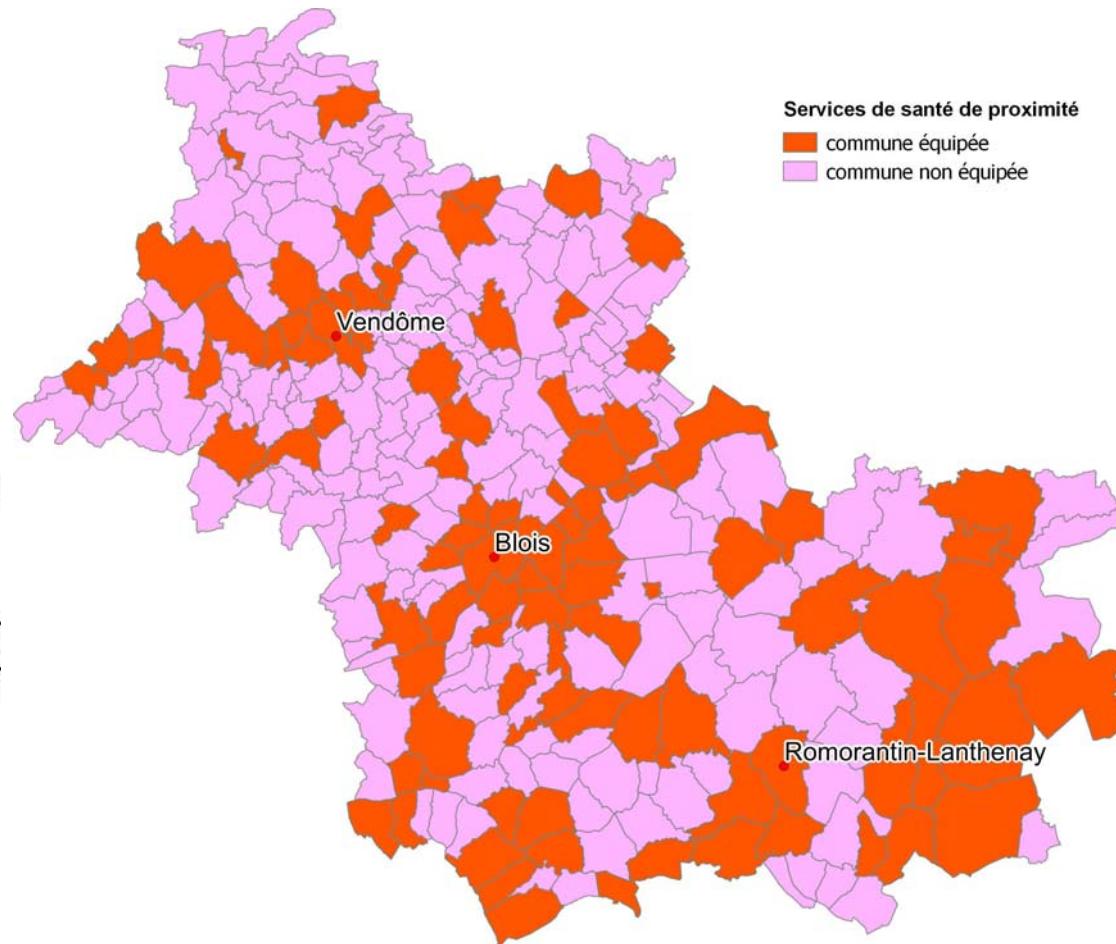 Services de santé de proximité
commune équipée
commune non équipée
Vendôme
Blois
Romorantin-Lanthenay